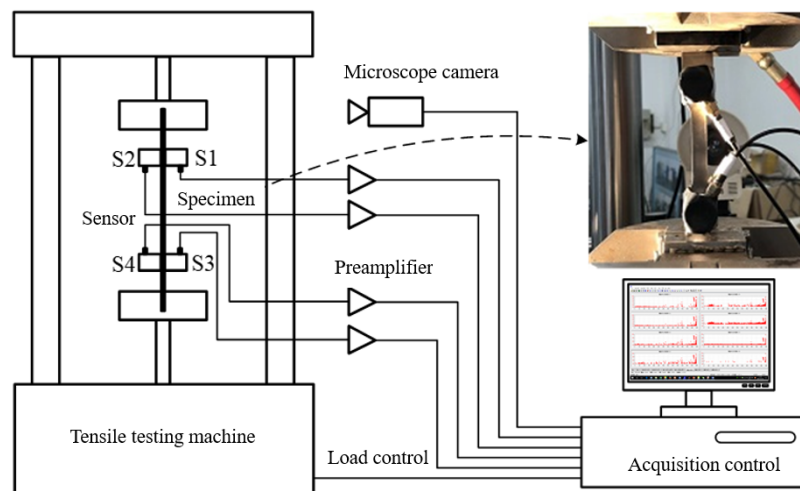 Microscope camera
S2
S1
Specimen
Sensor
S4
S3
Preamplifier
Tensile testing machine
Load control
Acquisition control